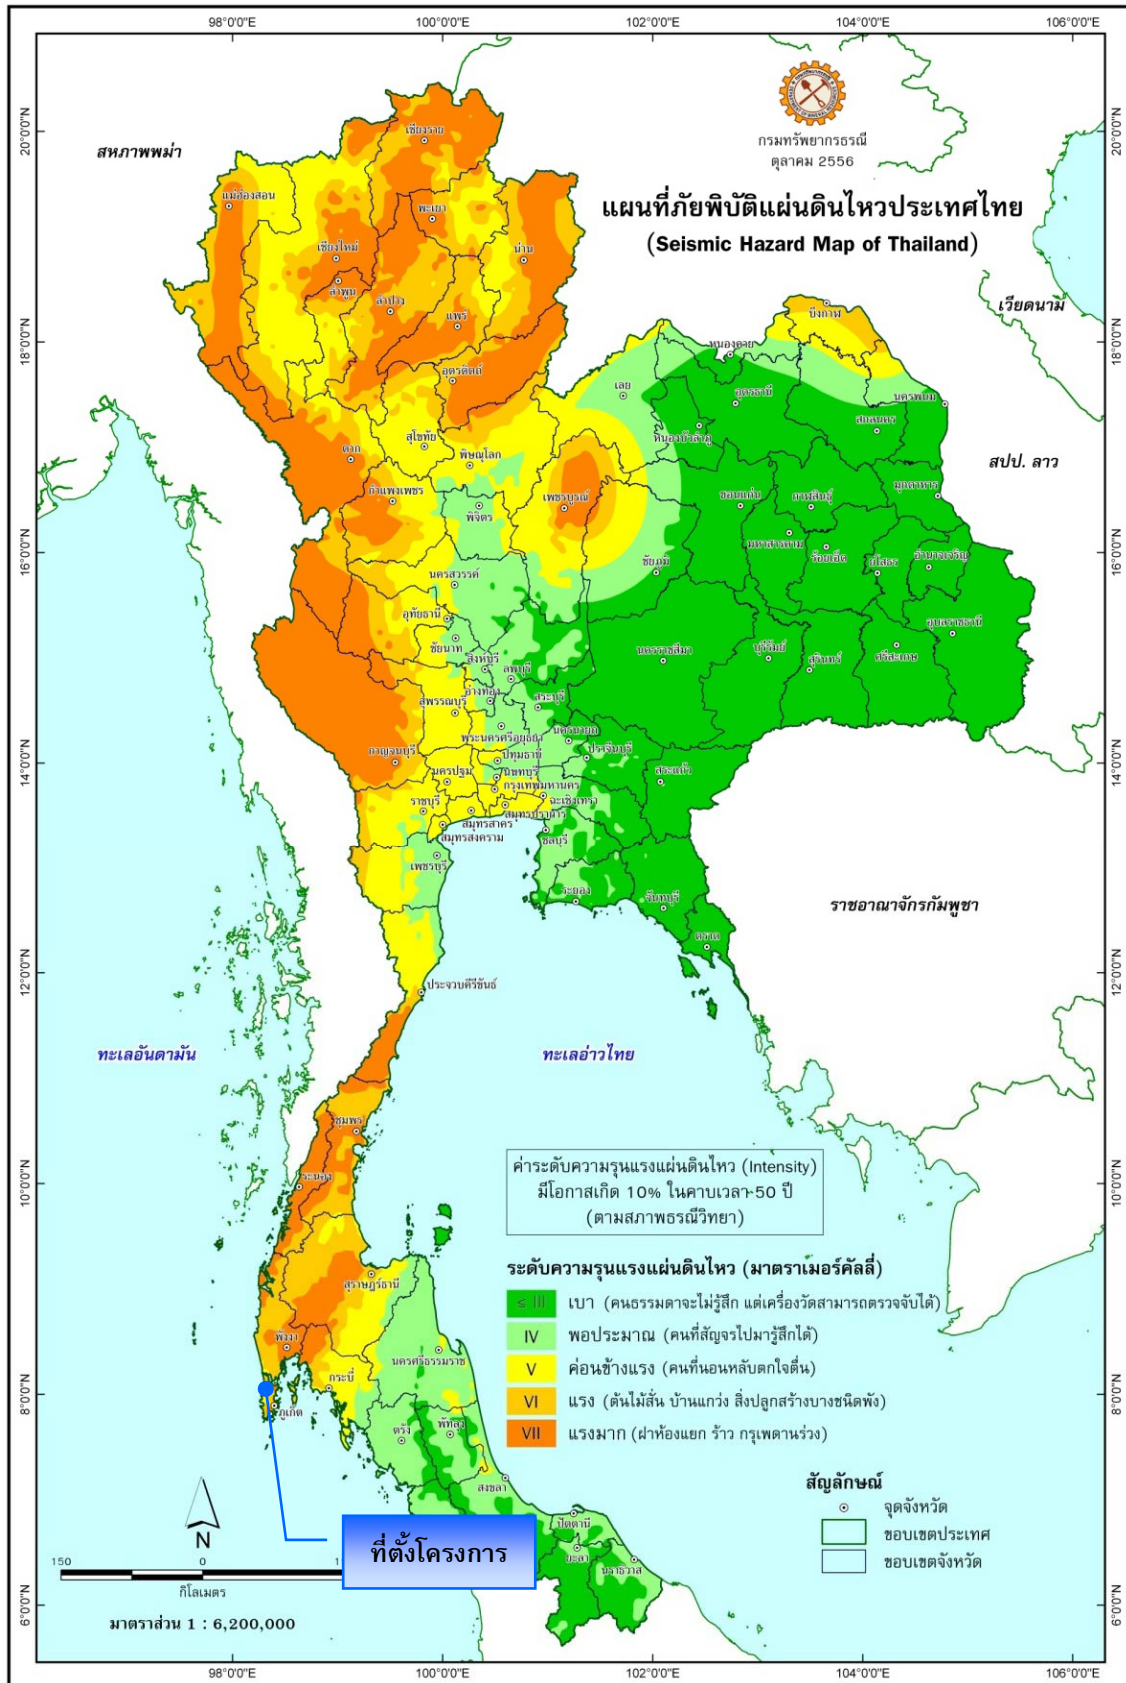 98°0'0"E
100°0'0"E
102°0'0"E
104°0'0"E
106°0'0"E
20°0'0"N
18°0'0"N
16°0'0"N
14°0'0"N
12°0'0"N
10°0'0"N
8°0'0"N
6°0'0"N
20°0'0"N
18°0'0"N
16°0'0"N
14°0'0"N
12°0'0"N
10°0'0"N
8°0'0"N
6°0'0"N
กรมทรัพยากรธรณี
ตุลาคม 2556
แผนที่ภัยพิบัติแผ่นดินไหวประเทศไทย
(Seismic Hazard Map of Thailand)
สหภาพพม่า
เวียดนาม
สปป. ลาว
ราชอาณาจักรกัมพูชา
ทะเลอันดามัน
ทะเลอ่าวไทย
เชียงราย
แม่ฮ่องสอน
พะเยา
เชียงใหม่
น่าน
ลำพูน
ลำปาง
แพร่
บึงกาฬ
หนองคาย
อุตรดิตถ์
เลย
อุดรธานี
นครพนม
สกลนคร
หนองบัวลำภู
สุโขทัย
พิษณุโลก
ตาก
กำแพงเพชร
เพชรบูรณ์
ขอนแก่น
กาฬสินธุ์
มุกดาหาร
พิจิตร
มหาสารคาม
ร้อยเอ็ด
ยโสธร
อำนาจเจริญ
ชัยภูมิ
นครสวรรค์
อุทัยธานี
ชัยนาท
อุบลราชธานี
สิงห์บุรี
ลพบุรี
นครราชสีมา
บุรีรัมย์
สุรินทร์
ศรีสะเกษ
อ่างทอง
สุพรรณบุรี
สระบุรี
พระนครศรีอยุธยา
นครนายก
กาญจนบุรี
ปทุมธานี
ปราจีนบุรี
นครปฐม
นนทบุรี
สระแก้ว
กรุงเทพมหานคร
ราชบุรี
ฉะเชิงเทรา
สมุทรสาคร
สมุทรปราการ
สมุทรสงคราม
ชลบุรี
เพชรบุรี
ระยอง
จันทบุรี
ตราด
ประจวบคีรีขันธ์
ชุมพร
ระนอง
สุราษฎร์ธานี
พังงา
นครศรีธรรมราช
กระบี่
ภูเก็ต
ตรัง
พัทลุง
สงขลา
ปัตตานี
ยะลา
นราธิวาส
ค่าระดับความรุนแรงแผ่นดินไหว (Intensity)
มีโอกาสเกิด 10% ในคาบเวลา 50 ปี
(ตามสภาพธรณีวิทยา)
ระดับความรุนแรงแผ่นดินไหว (มาตราเมอร์คัลลี่)
≤ III เบา (คนธรรมดาจะไม่รู้สึก แต่เครื่องวัดสามารถตรวจจับได้)
IV พอประมาณ (คนที่สัญจรไปมารู้สึกได้)
V ค่อนข้างแรง (คนที่นอนหลับตกใจตื่น)
VI แรง (ต้นไม้สั่น บ้านแกว่ง สิ่งปลูกสร้างบางชนิดพัง)
VII แรงมาก (ฝาห้องแยก ร้าว กรุเพดานร่วง)
สัญลักษณ์
จุดจังหวัด
ขอบเขตประเทศ
ขอบเขตจังหวัด
ที่ตั้งโครงการ
N
150 0
กิโลเมตร
มาตราส่วน 1 : 6,200,000
98°0'0"E
100°0'0"E
102°0'0"E
104°0'0"E
106°0'0"E